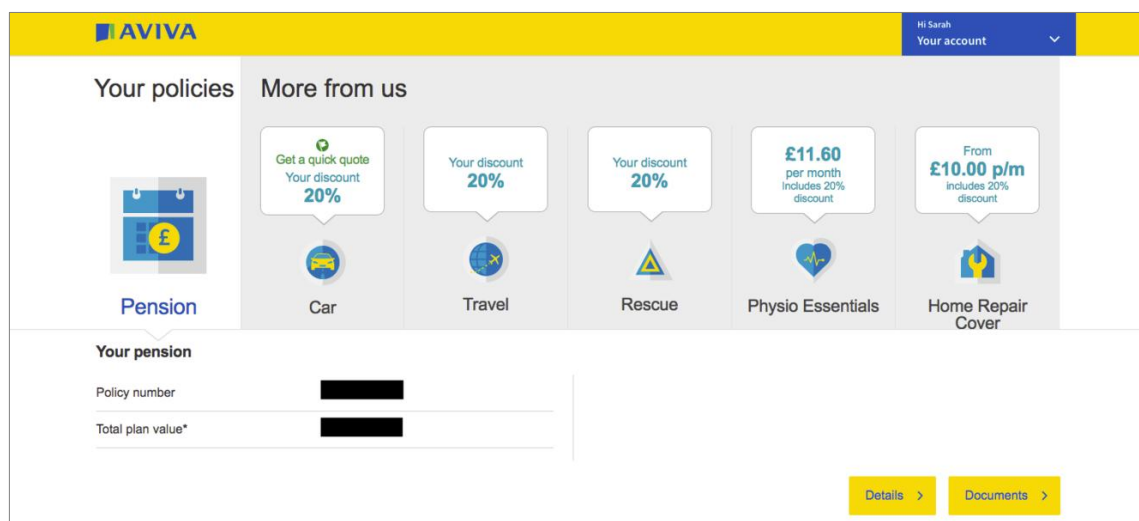 AVIVA
Hi Sarah
Your account
Your policies
More from us
Get a quick quote
Your discount
20%
Your discount
20%
Your discount
20%
£11.60
per month
Includes 20%
discount
From
£10.00 p/m
includes 20%
discount
£
Pension
Car
Travel
Rescue
Physio Essentials
Home Repair
Cover
Your pension
Policy number
Total plan value*
Details >
Documents >